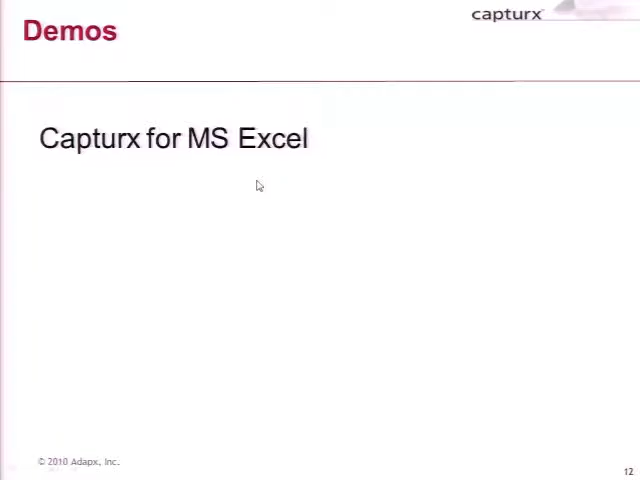 capturx
Demos
Capturx for MS Excel
© 2010 Adapx, Inc.
12